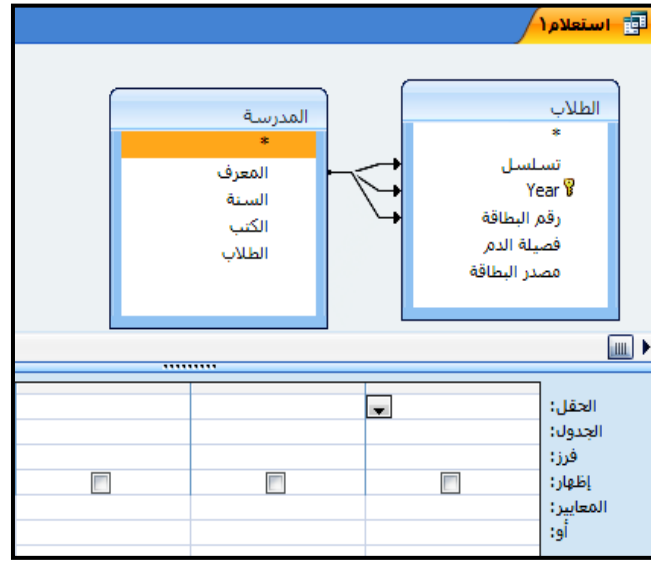 استعلام١
الطلاب
*
تسلسل
Year
رقم البطاقة
فصيلة الدم
مصدر البطاقة
المدرسة
*
المعرف
السنة
الكتب
الطلاب
الحقل:
الجدول:
فرز:
إظهار:
المعايير:
أو: